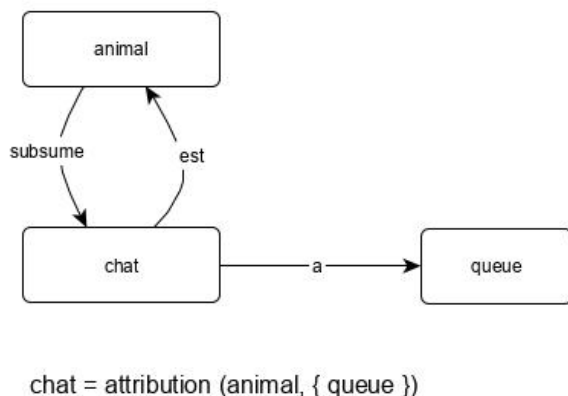 animal
subsume
est
chat
a
queue
chat = attribution (animal, { queue })